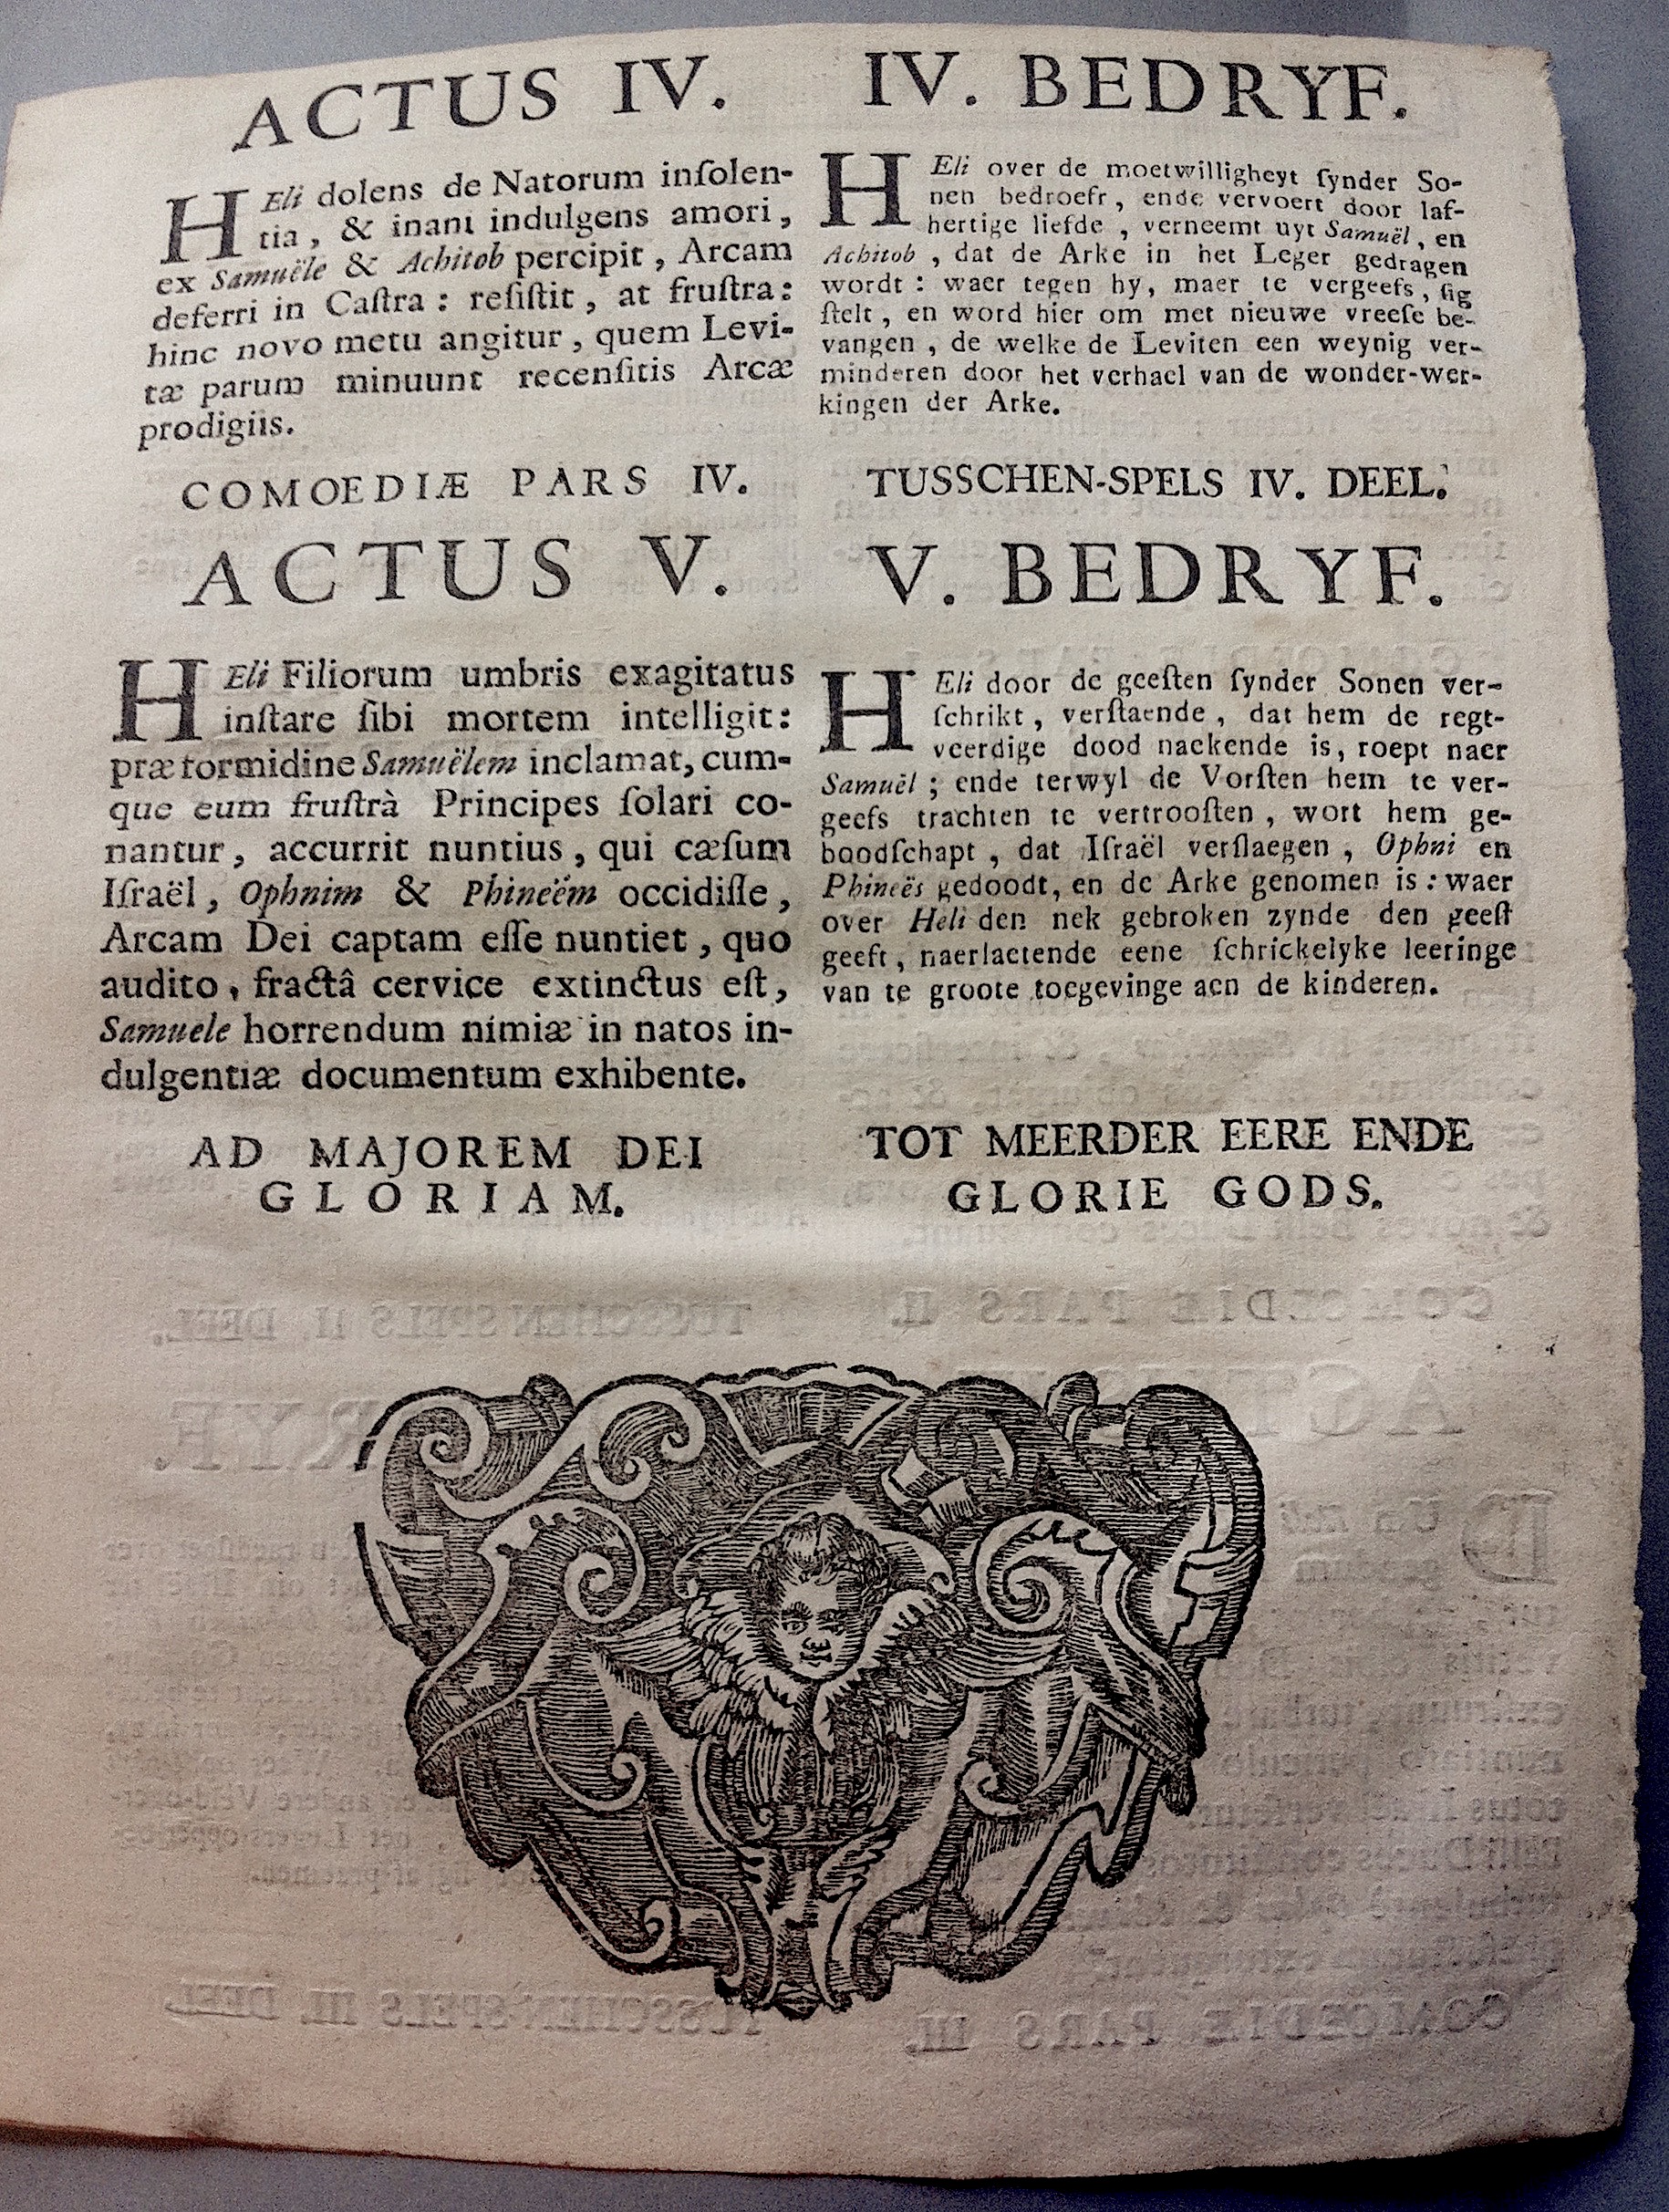 ACTUS IV.
HEli dolens de Natorum inſolen-
tia, & inani indulgens amori,
ex Samuële & Achitob percipit, Arcam
deferri in Caſtra: reſiſtit, at fruſtra:
hinc novo metu angitur, quem Levi-
tæ parum minuunt recenſitis Arcæ
prodigiis.
COMOEDIÆ PARS IV.
ACTUS V.
HEli Filiorum umbris exagitatus
inſtare ſibi mortem intelligit:
præ formidine Samuëlem inclamat, cum-
que eum fruſtrà Principes ſolari co-
nantur, accurrit nuntius, qui cæſum
Iſraël, Ophnim & Phineëm occidiſſe,
Arcam Dei captam eſſe nuntiet, quo
audito, fractâ cervice extinctus eſt,
Samuele horrendum nimiæ in natos in-
dulgentiæ documentum exhibente.
AD MAJOREM DEI
GLORIAM.
IV. BEDRYF.
HEli over de moetwilligheyt ſynder So-
nen bedroefr, ende vervoert door laf-
hertige liefde, verneemt uyt Samuël, en
Achitob, dat de Arke in het Leger gedragen
wordt: waer tegen hy, maer te vergeefs, ſig
ſtelt, en word hier om met nieuwe vreeſe be-
vangen, de welke de Leviten een weynig ver-
minderen door het verhael van de wonder-wer-
kingen der Arke.
TUSSCHEN-SPELS IV. DEEL.
V. BEDRYF.
HEli door de geeſten ſynder Sonen ver-
ſchrikt, verſtaende, dat hem de regt-
veerdige dood nackende is, roept naer
Samuël; ende terwyl de Vorſten hem te ver-
geefs trachten te vertrooſten, wort hem ge-
boodſchapt, dat Iſraël verſlaegen, Ophni en
Phineës gedoodt, en de Arke genomen is: waer
over Heli den nek gebroken zynde den geeſt
geeft, naerlaetende eene ſchrickelyke leeringe
van te groote toegevinge aen de kinderen.
TOT MEERDER EERE ENDE
GLORIE GODS.